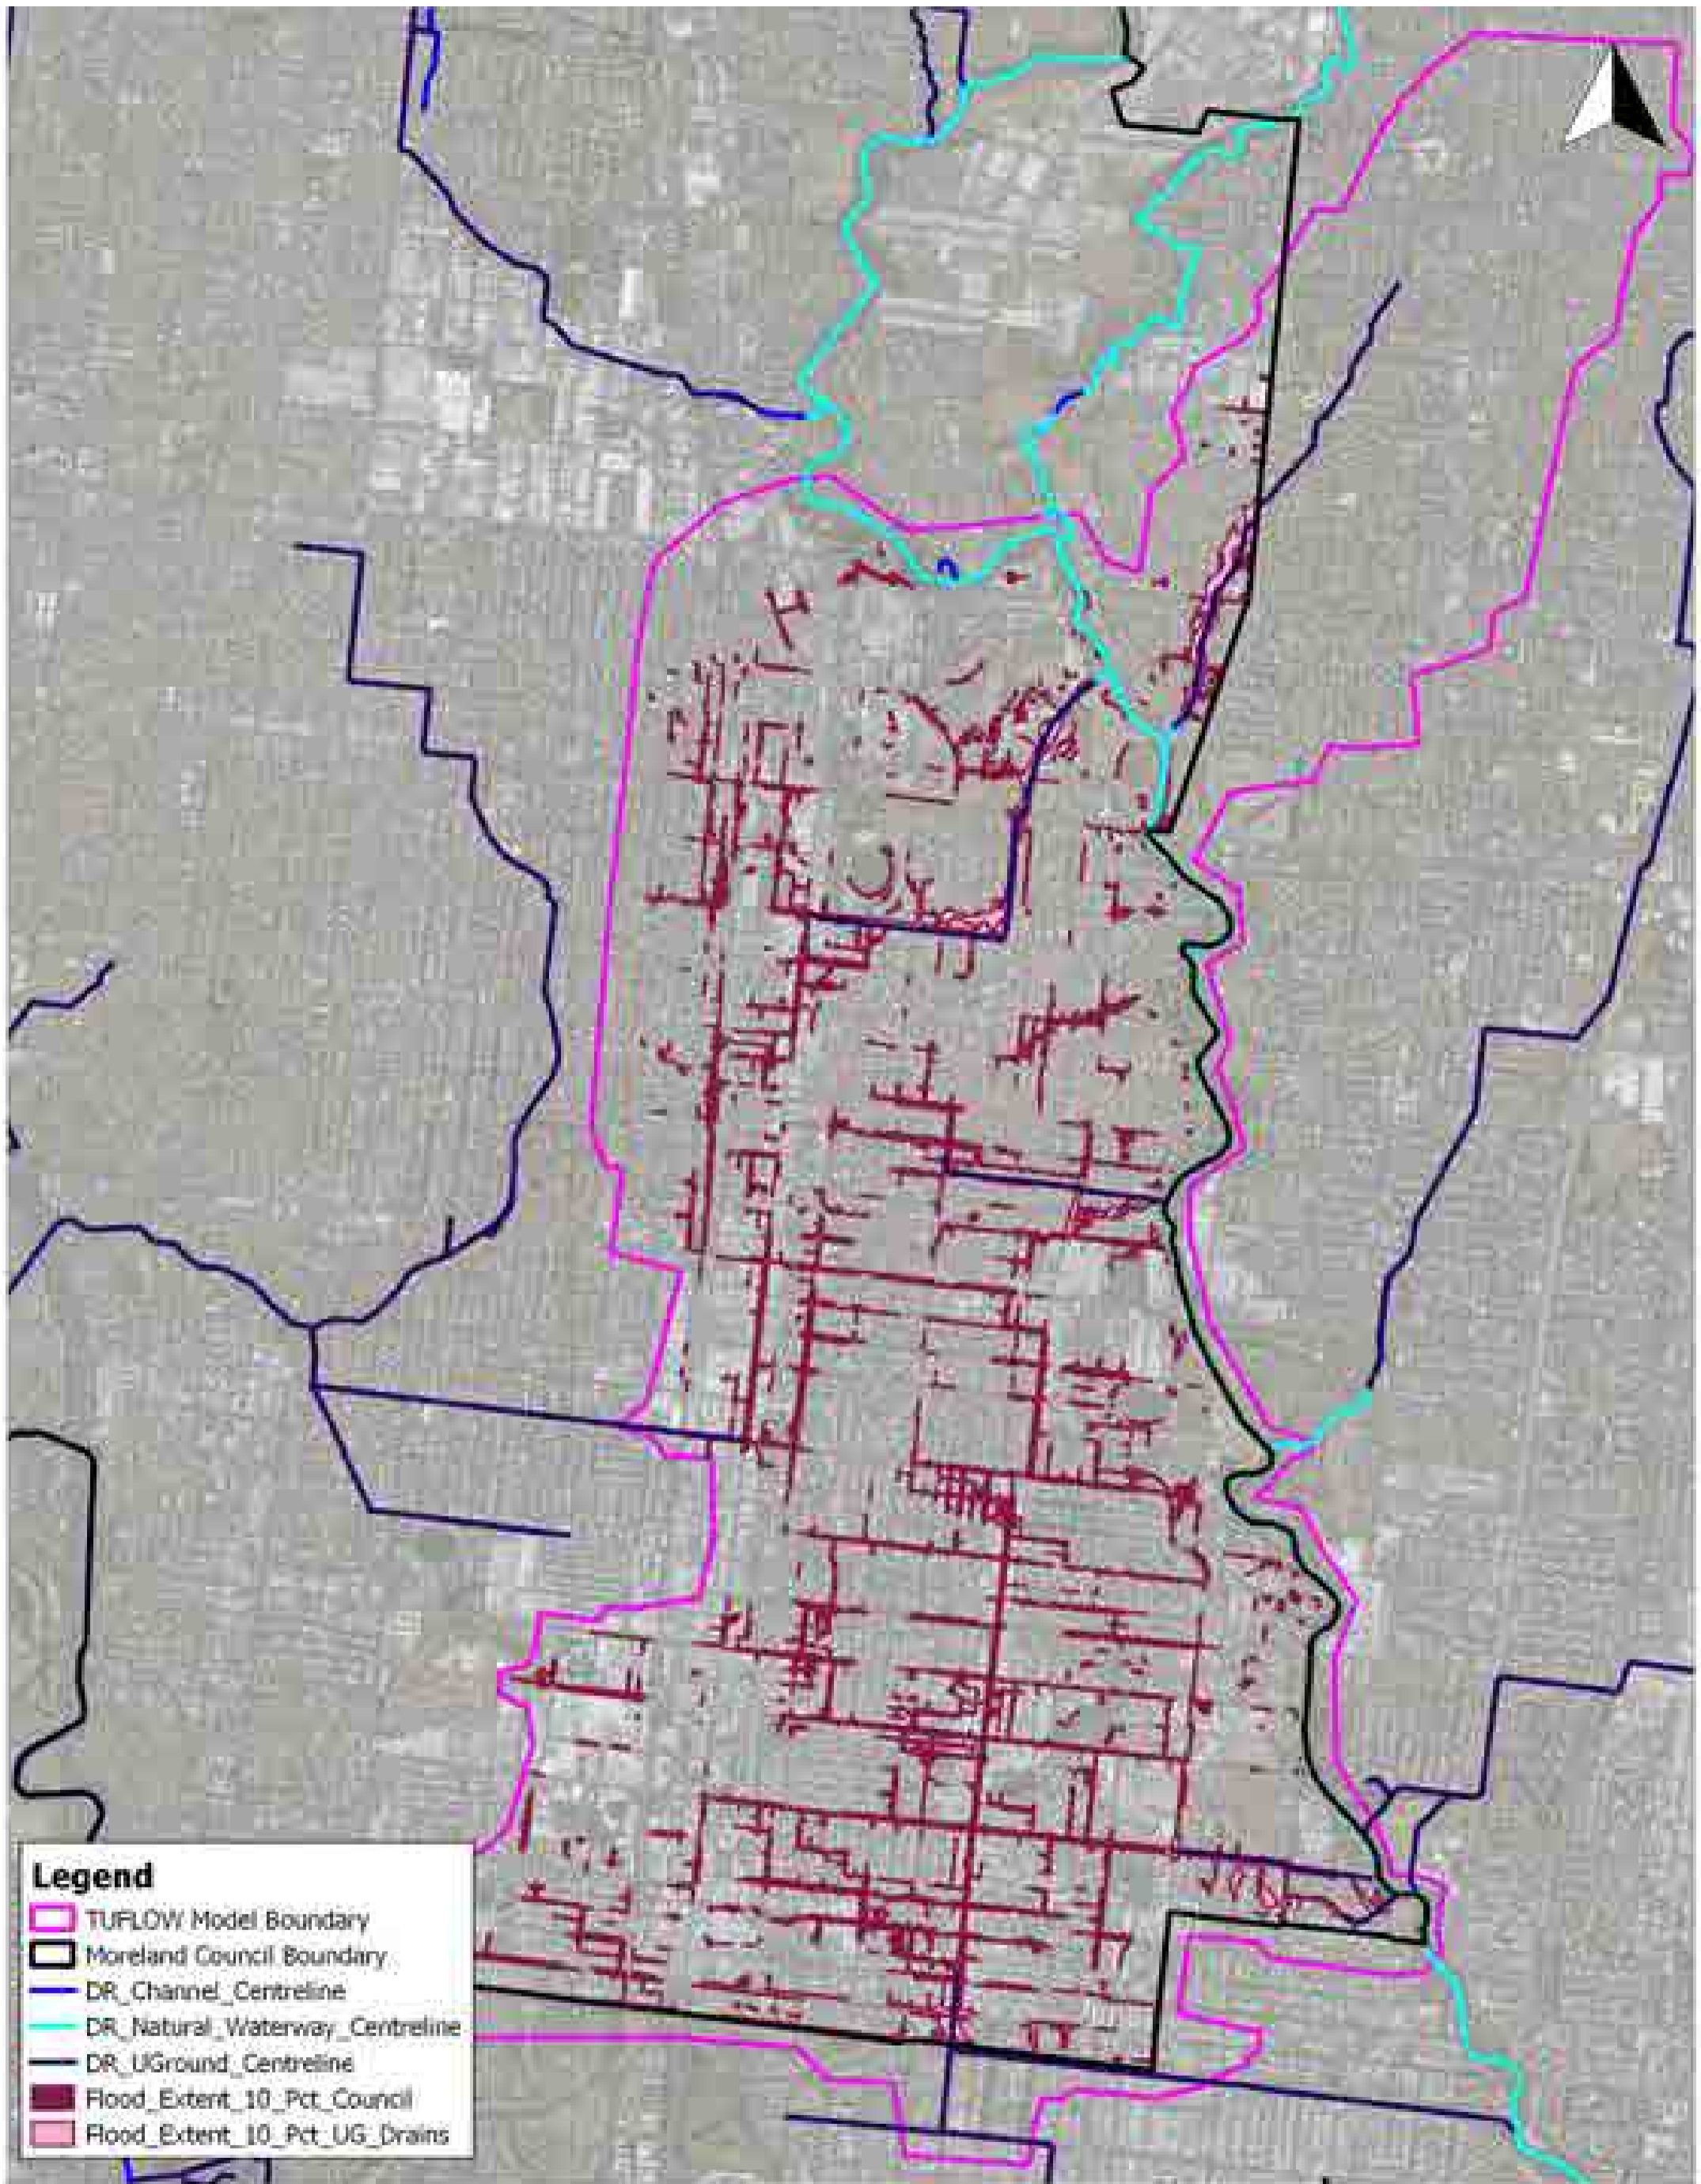 Legend
TUFLOW Model Boundary
Moreland Council Boundary
DR_Channel_Centreline
DR_Natural_Waterway_Centreline
DR_UGround_Centreline
Flood_Extent_10_Pct_Council
Flood_Extent_10_Pct_UG_Drains